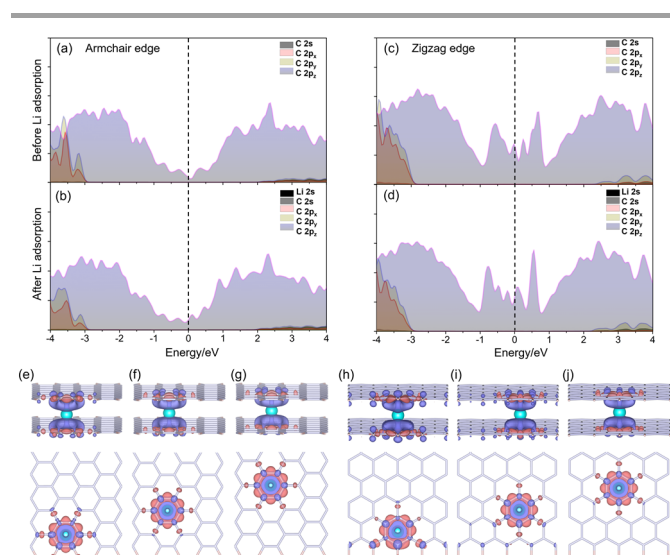 (a) Armchair edge
C 2s
C 2px
C 2py
C 2pz
(c) Zigzag edge
C 2s
C 2px
C 2py
C 2pz
Before Li adsorption
(b)
Li 2s
C 2s
C 2px
C 2py
C 2pz
(d)
Li 2s
C 2s
C 2px
C 2py
C 2pz
After Li adsorption
-4 -3 -2 -1 0 1 2 3 4
Energy/eV
-4 -3 -2 -1 0 1 2 3 4
Energy/eV
(e) (f) (g) (h) (i) (j)